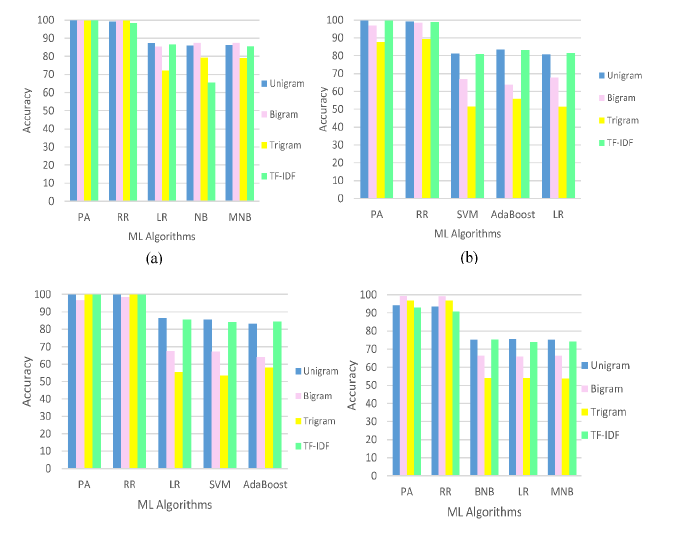 100
90
80
70
60
50
40
30
20
10
0
Accuracy
PA RR LR NB MNB
ML Algorithms
Unigram
Bigram
Trigram
TF-IDF
(a)
100
90
80
70
60
50
40
30
20
10
0
Accuracy
PA RR SVM AdaBoost LR
ML Algorithms
Unigram
Bigram
Trigram
TF-IDF
(b)
100
90
80
70
60
50
40
30
20
10
0
Accuracy
PA RR LR SVM AdaBoost
ML Algorithms
Unigram
Bigram
Trigram
TF-IDF
100
90
80
70
60
50
40
30
20
10
0
Accuracy
PA RR BNB LR MNB
ML Algorithms
Unigram
Bigram
Trigram
TF-IDF